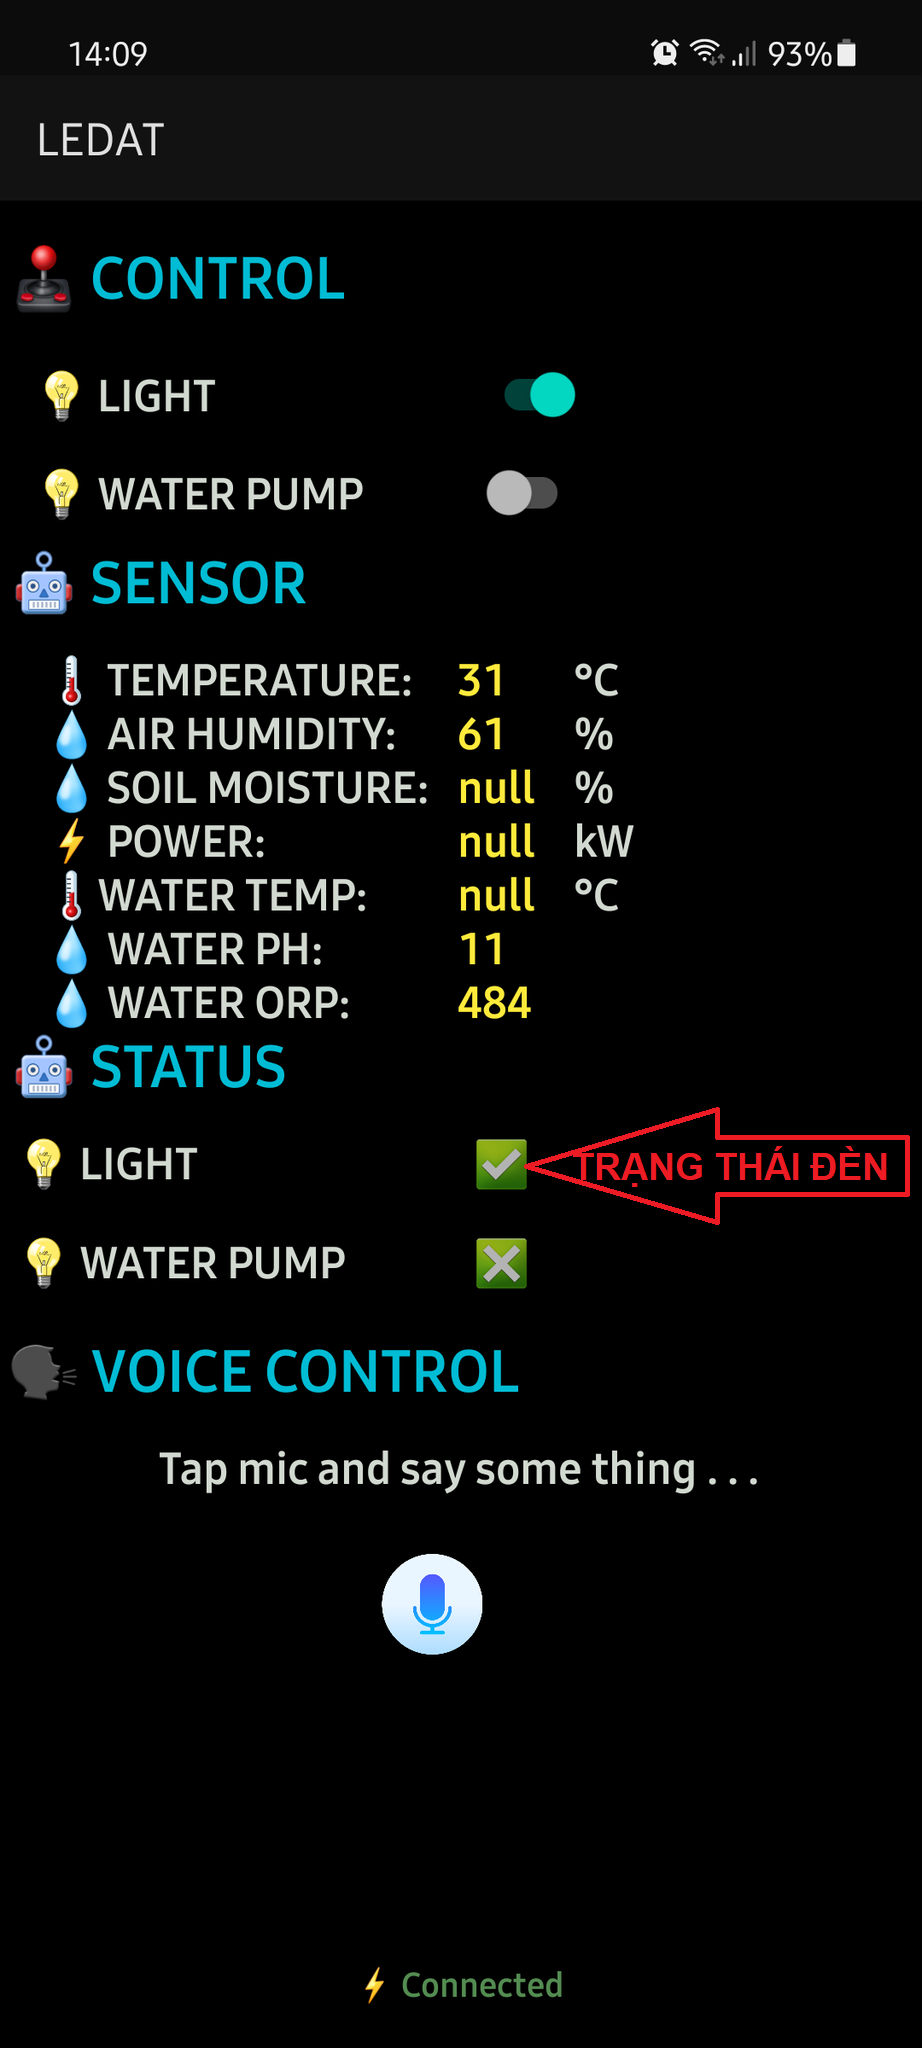 14:09 93%
LEDAT
CONTROL
LIGHT
WATER PUMP
SENSOR
TEMPERATURE: 31 °C
AIR HUMIDITY: 61 %
SOIL MOISTURE: null %
POWER: null kW
WATER TEMP: null °C
WATER PH: 11
WATER ORP: 484
STATUS
LIGHT TRẠNG THÁI ĐÈN
WATER PUMP
VOICE CONTROL
Tap mic and say some thing . . .
Connected